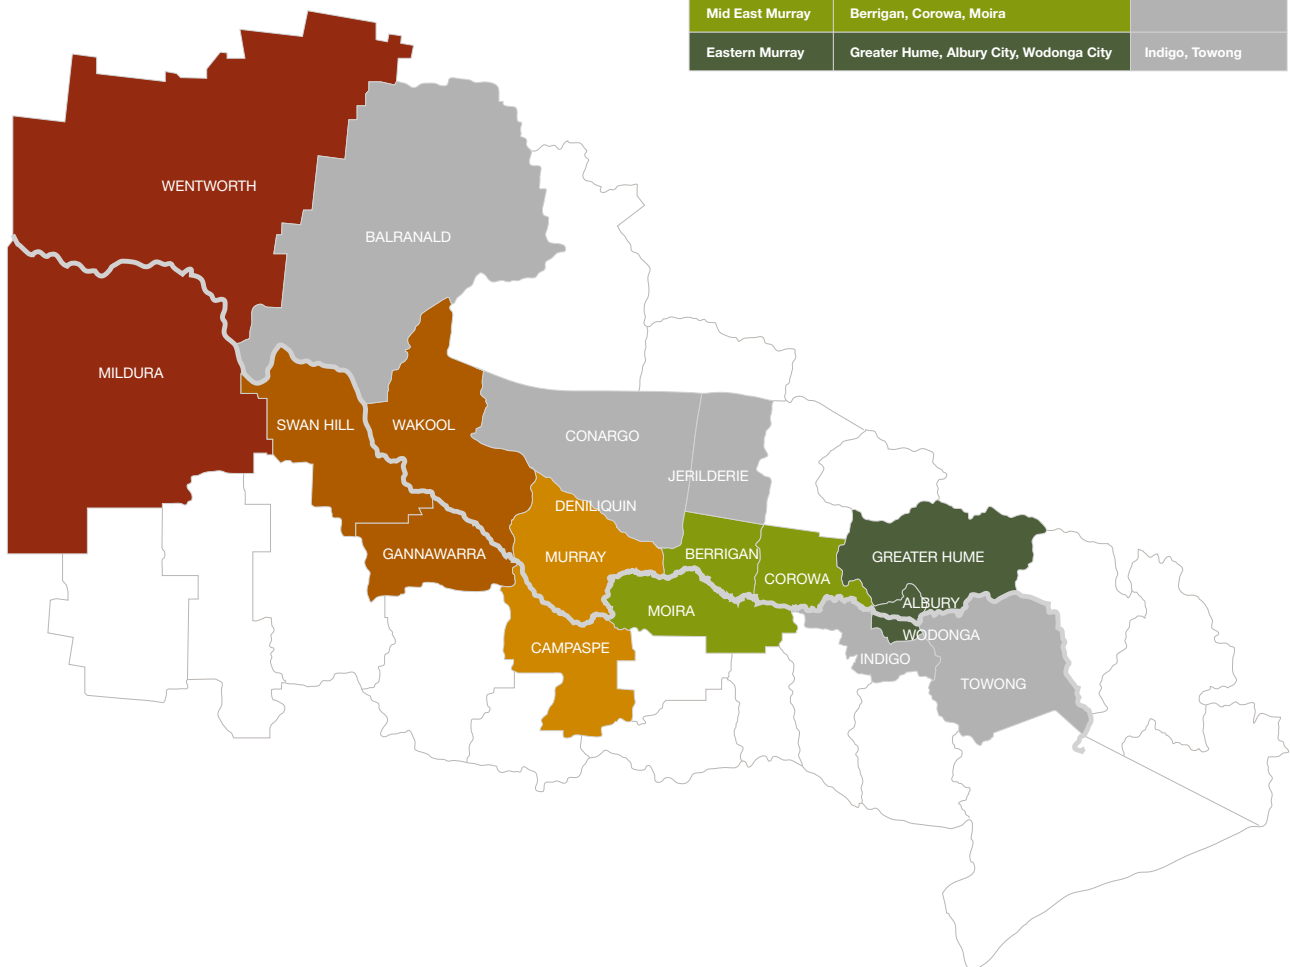 Mid East Murray Berrigan, Corowa, Moira
Eastern Murray Greater Hume, Albury City, Wodonga City Indigo, Towong
WENTWORTH
BALRANALD
MILDURA
SWAN HILL
WAKOOL
CONARGO
JERILDERIE
DENILIQUIN
GANNAWARRA
MURRAY
BERRIGAN
GREATER HUME
COROWA
ALBURY
MOIRA
WODONGA
CAMPASPE
INDIGO
TOWONG